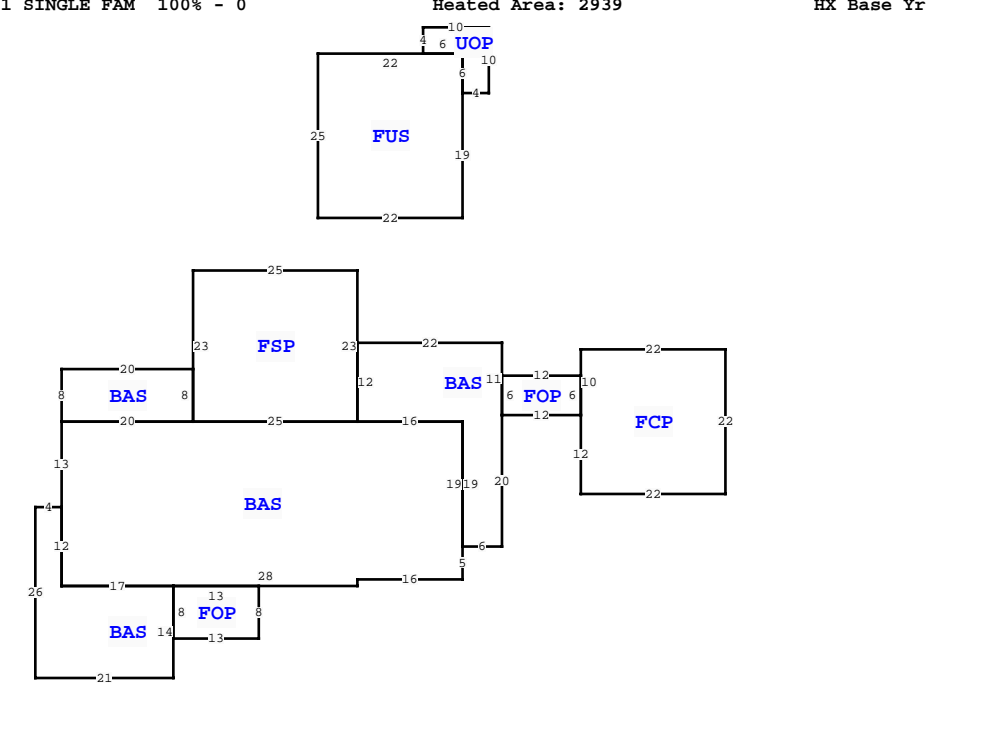 1 SINGLE FAM 100% - 0 Heated Area: 2939 HX Base Yr
10
4 6 UOP
22 10
6
4
25 FUS
19
22
25
23 FSP 23 22
22
20 12 BAS 11 12 10
8 BAS 8 6 FOP 6
12
20 25 16 FCP 22
13 12
19 19 20
4 BAS
12 6
5
22
17 28 16
26 13
8 FOP 8
BAS 14 13
21